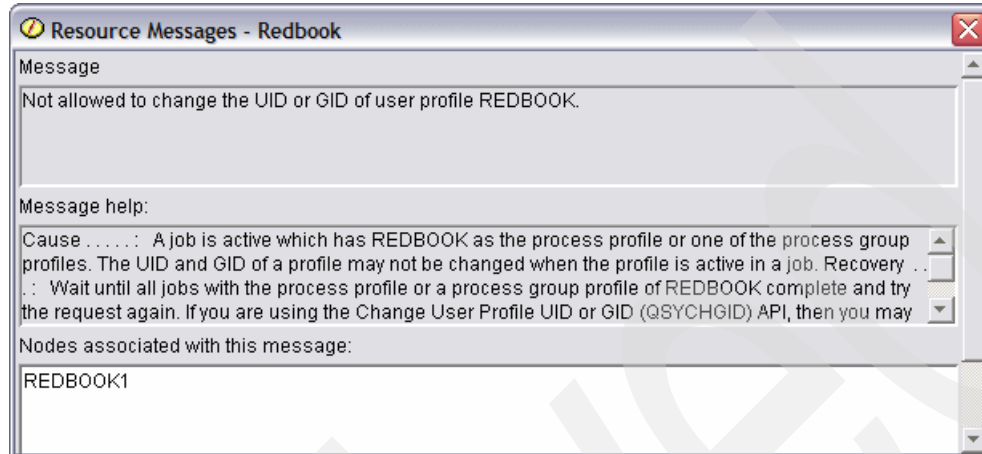 Resource Messages - Redbook
Message
Not allowed to change the UID or GID of user profile REDBOOK.
Message help:
Cause . . . . . :   A job is active which has REDBOOK as the process profile or one of the process group
profiles. The UID and GID of a profile may not be changed when the profile is active in a job. Recovery  . .
. :   Wait until all jobs with the process profile or a process group profile of REDBOOK complete and try
the request again. If you are using the Change User Profile UID or GID (QSYCHGID) API, then you may
Nodes associated with this message:
REDBOOK1